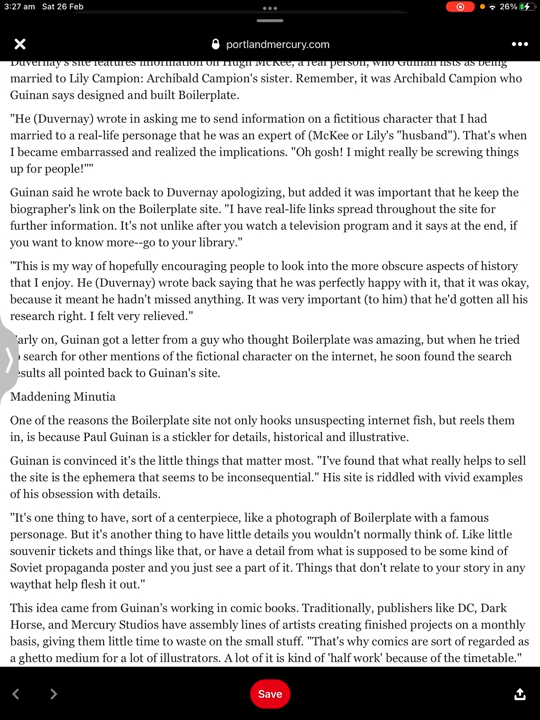 3:27 am Sat 26 Feb
26%
portlandmercury.com
Duvernay's site features information on Hugh McKee, a real person, who Guinan lists as being
married to Lily Campion: Archibald Campion's sister. Remember, it was Archibald Campion who
Guinan says designed and built Boilerplate.
"He (Duvernay) wrote in asking me to send information on a fictitious character that I had
married to a real-life personage that he was an expert of (McKee or Lily's "husband"). That's when
I became embarrassed and realized the implications. "Oh gosh! I might really be screwing things
up for people!""
Guinan said he wrote back to Duvernay apologizing, but added it was important that he keep the
biographer's link on the Boilerplate site. "I have real-life links spread throughout the site for
further information. It's not unlike after you watch a television program and it says at the end, if
you want to know more--go to your library."
"This is my way of hopefully encouraging people to look into the more obscure aspects of history
that I enjoy. He (Duvernay) wrote back saying that he was perfectly happy with it, that it was okay,
because it meant he hadn't missed anything. It was very important (to him) that he'd gotten all his
research right. I felt very relieved."
arly on, Guinan got a letter from a guy who thought Boilerplate was amazing, but when he tried
o search for other mentions of the fictional character on the internet, he soon found the search
esults all pointed back to Guinan's site.
Maddening Minutia
One of the reasons the Boilerplate site not only hooks unsuspecting internet fish, but reels them
in, is because Paul Guinan is a stickler for details, historical and illustrative.
Guinan is convinced it's the little things that matter most. "I've found that what really helps to sell
the site is the ephemera that seems to be inconsequential." His site is riddled with vivid examples
of his obsession with details.
"It's one thing to have, sort of a centerpiece, like a photograph of Boilerplate with a famous
personage. But it's another thing to have little details you wouldn't normally think of. Like little
souvenir tickets and things like that, or have a detail from what is supposed to be some kind of
Soviet propaganda poster and you just see a part of it. Things that don't relate to your story in any
waythat help flesh it out."
This idea came from Guinan's working in comic books. Traditionally, publishers like DC, Dark
Horse, and Mercury Studios have assembly lines of artists creating finished projects on a monthly
basis, giving them little time to waste on the small stuff. "That's why comics are sort of regarded as
a ghetto medium for a lot of illustrators. A lot of it is kind of 'half work' because of the timetable."
Save